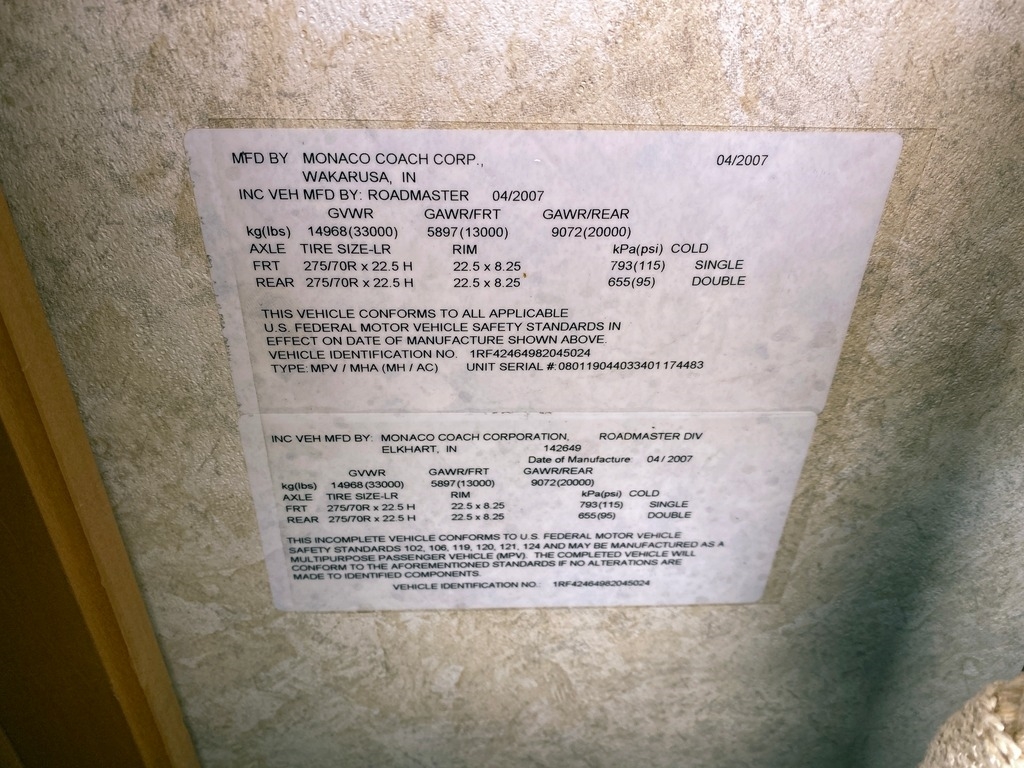 MFD BY MONACO COACH CORP., 04/2007
WAKARUSA, IN
INC VEH MFD BY: ROADMASTER 04/2007
GVWR GAWR/FRT GAWR/REAR
kg(lbs) 14968(33000) 5897(13000) 9072(20000)
AXLE TIRE SIZE-LR RIM kPa(psi) COLD
FRT 275/70R x 22.5 H 22.5 x 8.25 793(115) SINGLE
REAR 275/70R x 22.5 H 22.5 x 8.25 655(95) DOUBLE
THIS VEHICLE CONFORMS TO ALL APPLICABLE
U.S. FEDERAL MOTOR VEHICLE SAFETY STANDARDS IN
EFFECT ON DATE OF MANUFACTURE SHOWN ABOVE.
VEHICLE IDENTIFICATION NO. 1RF42464982045024
TYPE: MPV / MHA (MH / AC) UNIT SERIAL #: 080119044033401174483
INC VEH MFD BY: MONACO COACH CORPORATION, ROADMASTER DIV
ELKHART, IN 142649
Date of Manufacture: 04/2007
GVWR GAWR/FRT GAWR/REAR
kg(lbs) 14968(33000) 5897(13000) 9072(20000)
AXLE TIRE SIZE-LR RIM kPa(psi) COLD
FRT 275/70R x 22.5 H 22.5 x 8.25 793(115) SINGLE
REAR 275/70R x 22.5 H 22.5 x 8.25 655(95) DOUBLE
THIS INCOMPLETE VEHICLE CONFORMS TO U.S. FEDERAL MOTOR VEHICLE
SAFETY STANDARDS 102, 106, 119, 120, 121, 124 AND MAY BE MANUFACTURED AS A
MULTIPURPOSE PASSENGER VEHICLE (MPV). THE COMPLETED VEHICLE WILL
CONFORM TO THE AFOREMENTIONED STANDARDS IF NO ALTERATIONS ARE
MADE TO IDENTIFIED COMPONENTS.
VEHICLE IDENTIFICATION NO.: 1RF42464982045024